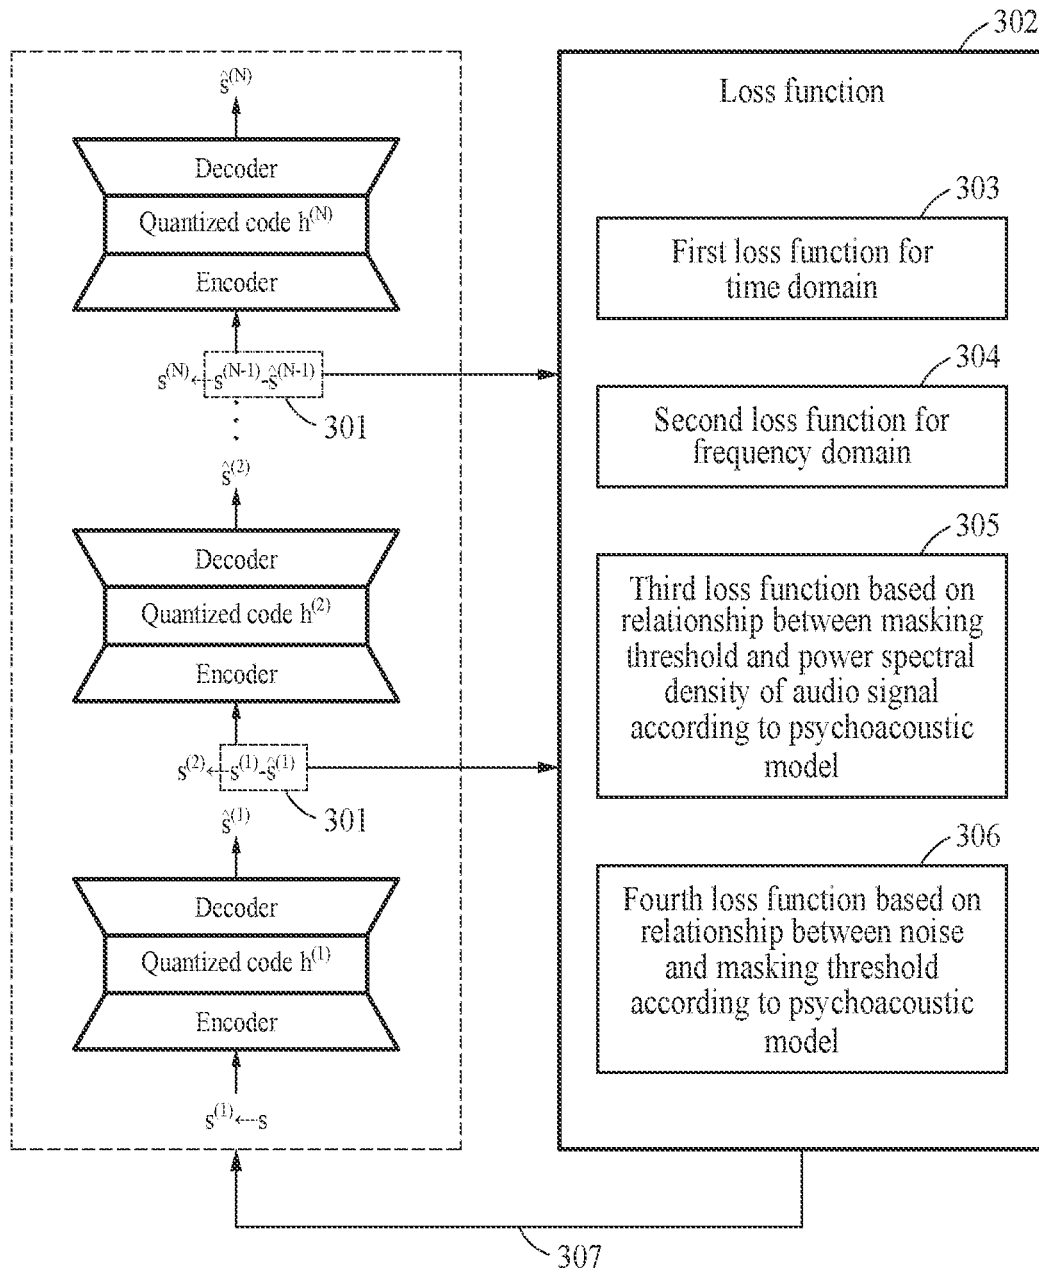 302
ŝ(N)
Decoder
Quantized code h(N)
Encoder
s(N)←s(N-1)-ŝ(N-1)
301
ŝ(2)
Decoder
Quantized code h(2)
Encoder
s(2)←s(1)-ŝ(1)
301
ŝ(1)
Decoder
Quantized code h(1)
Encoder
s(1)←s
Loss function
303
First loss function for
time domain
304
Second loss function for
frequency domain
305
Third loss function based on
relationship between masking
threshold and power spectral
density of audio signal
according to psychoacoustic
model
306
Fourth loss function based on
relationship between noise
and masking threshold
according to psychoacoustic
model
307